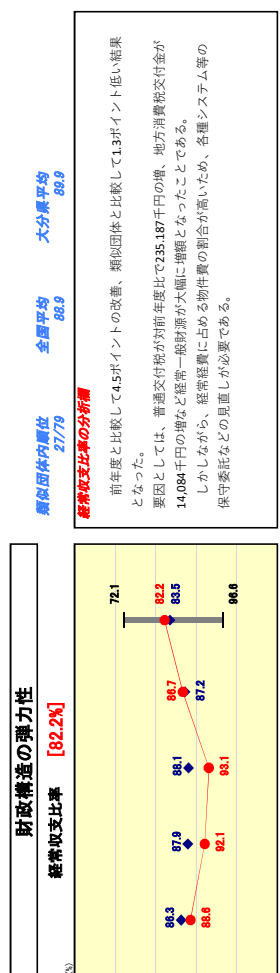 財政構造の弾力性
経常収支比率 [82.2%]
(%)
72.1
86.3
87.9
88.1
86.7
82.2
83.5
88.6
92.1
93.1
87.2
96.6
類似団体内順位
27/79
全国平均
88.9
大分県平均
89.9
経常収支比率の分析欄
前年度と比較して4.5ポイントの改善、類似団体と比較して1.3ポイント低い結果
となった。
要因としては、普通交付税が対前年度比で235.187千円の増、地方消費税交付金が
14,084千円の増など経常一般財源が大幅に増額となったことである。
しかしながら、経常経費に占める物件費の割合が高いため、各種システム等の
保守委託などの見直しが必要である。